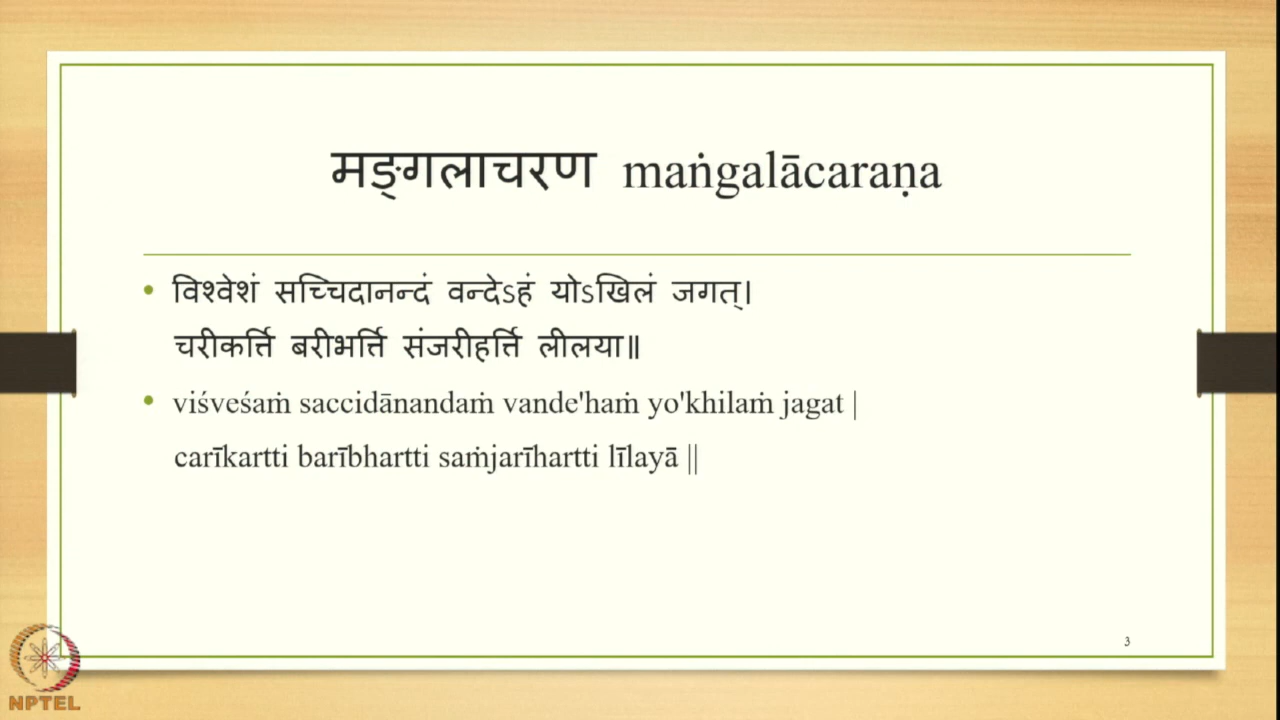 मङ्गलाचरण maṅgalācaraṇa
• विश्वेशं सच्चिदानन्दं वन्देऽहं योऽखिलं जगत्।
चरीकर्त्ति बरीभर्त्ति संजरीहर्त्ति लीलया॥
• viśveśaṁ saccidānandaṁ vande'haṁ yo'khilaṁ jagat |
carīkartti barībhartti saṁjarīhartti līlayā ||
3
NPTEL